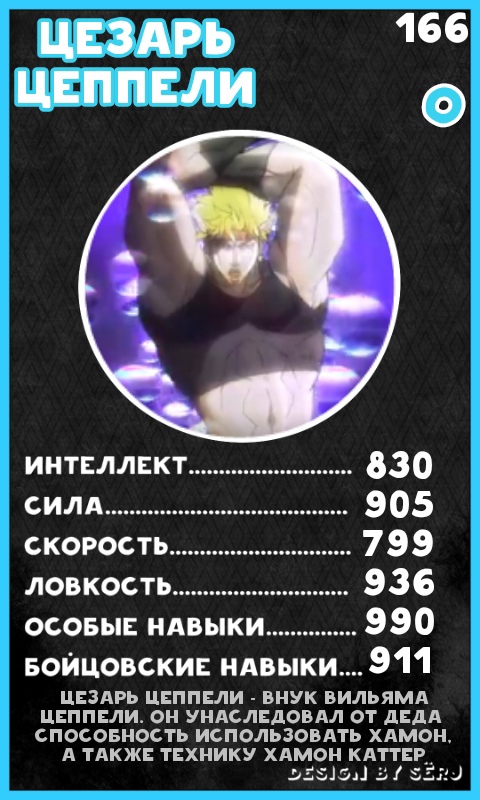 ЦЕЗАРЬ
ЦЕППЕЛИ
166
ИНТЕЛЛЕКТ.................................. 830
СИЛА................................................... 905
СКОРОСТЬ...................................... 799
ЛОВКОСТЬ..................................... 936
ОСОБЫЕ НАВЫКИ................... 990
БОЙЦОВСКИЕ НАВЫКИ.... 911
ЦЕЗАРЬ ЦЕППЕЛИ - ВНУК ВИЛЬЯМА
ЦЕППЕЛИ. ОН УНАСЛЕДОВАЛ ОТ ДЕДА
СПОСОБНОСТЬ ИСПОЛЬЗОВАТЬ ХАМОН,
А ТАКЖЕ ТЕХНИКУ ХАМОН КАТТЕР
DESIGN BY SЁRJ